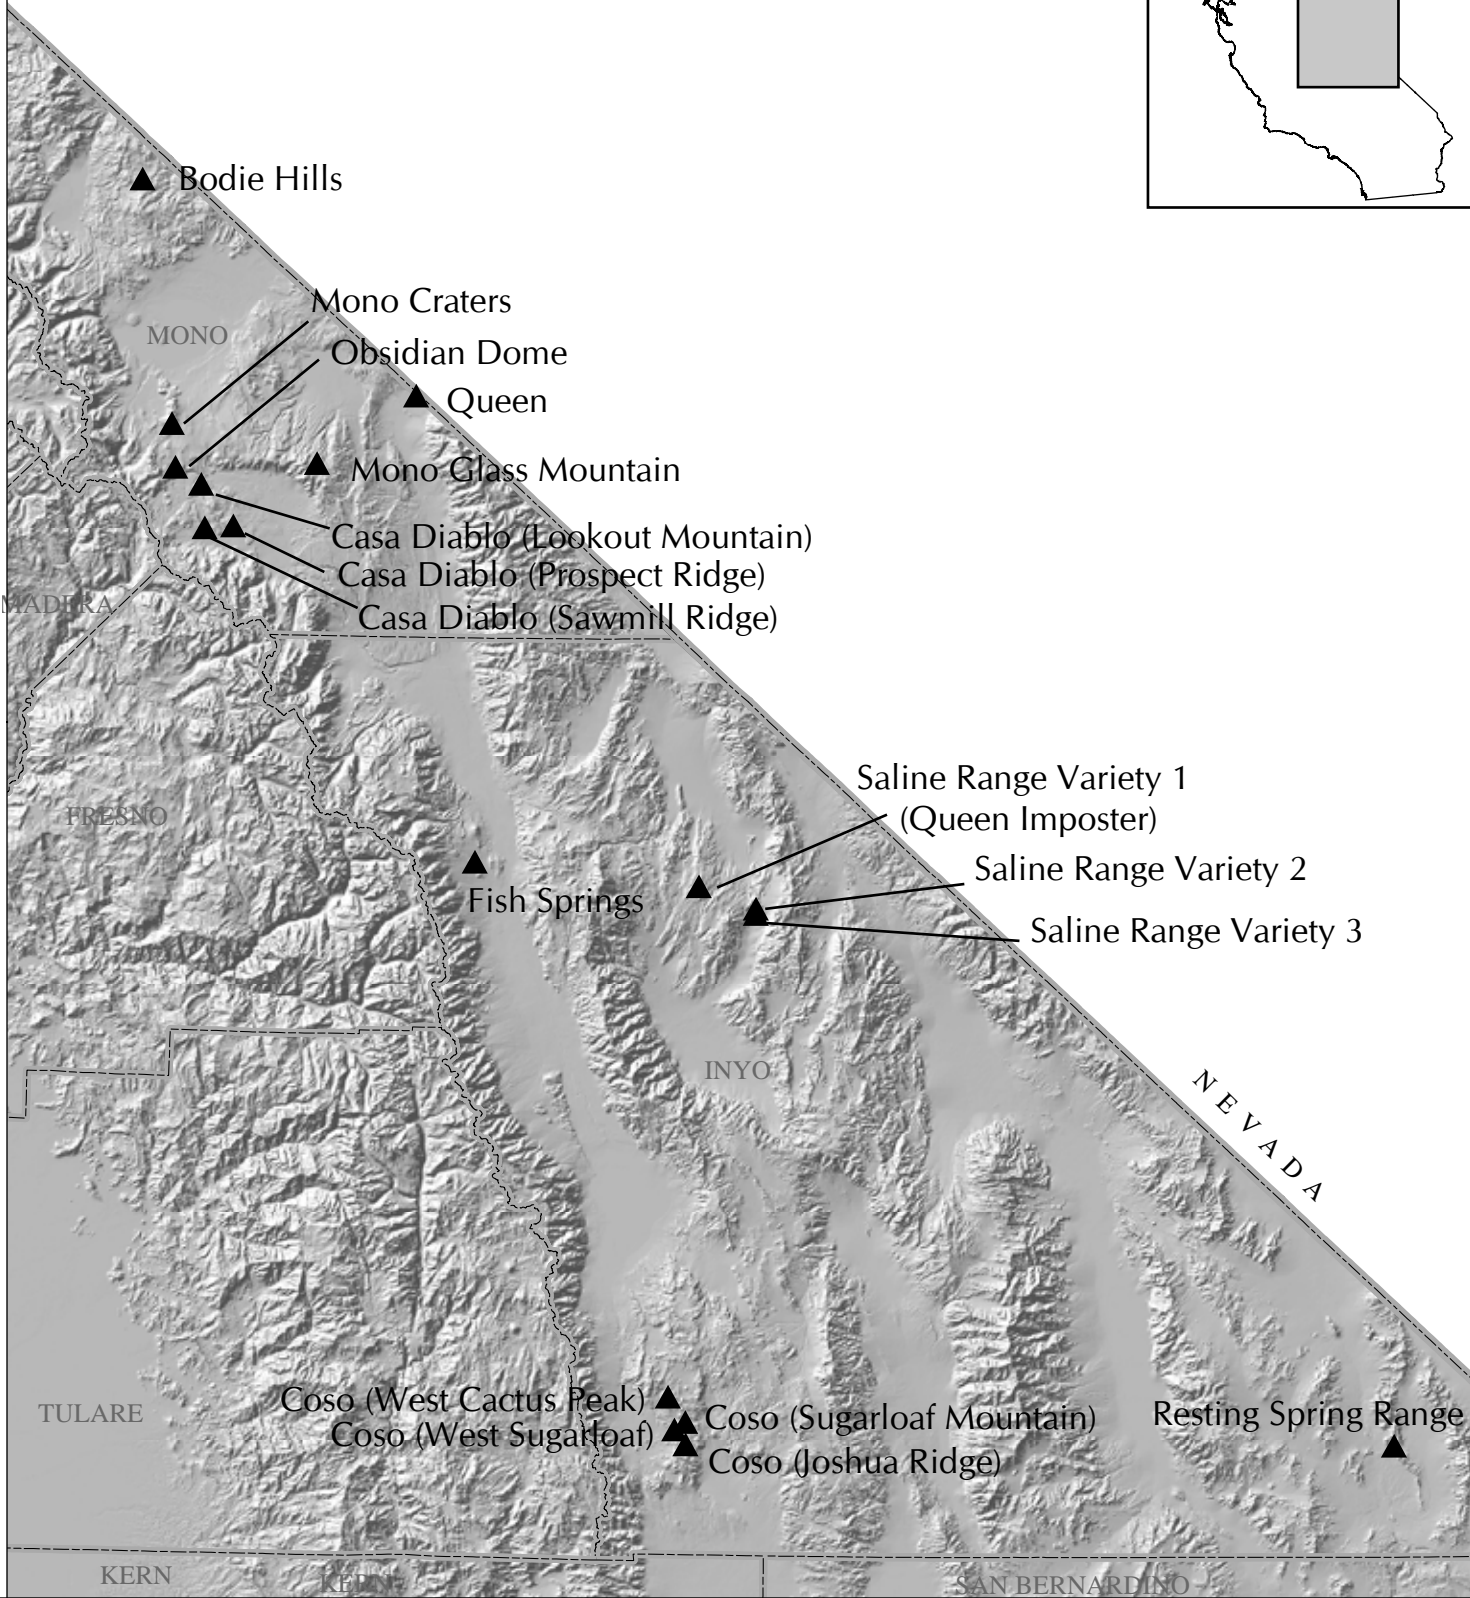 Bodie Hills
Mono Craters
MONO
Obsidian Dome
Queen
Mono Glass Mountain
Casa Diablo (Lookout Mountain)
Casa Diablo (Prospect Ridge)
MADERA
Casa Diablo (Sawmill Ridge)
Saline Range Variety 1
(Queen Imposter)
FRESNO
Saline Range Variety 2
Fish Springs
Saline Range Variety 3
INYO
NEVADA
Coso (West Cactus Peak)
TULARE
Coso (Sugarloaf Mountain)
Resting Spring Range
Coso (West Sugarloaf)
Coso (Joshua Ridge)
KERN
KERN
SAN BERNARDINO